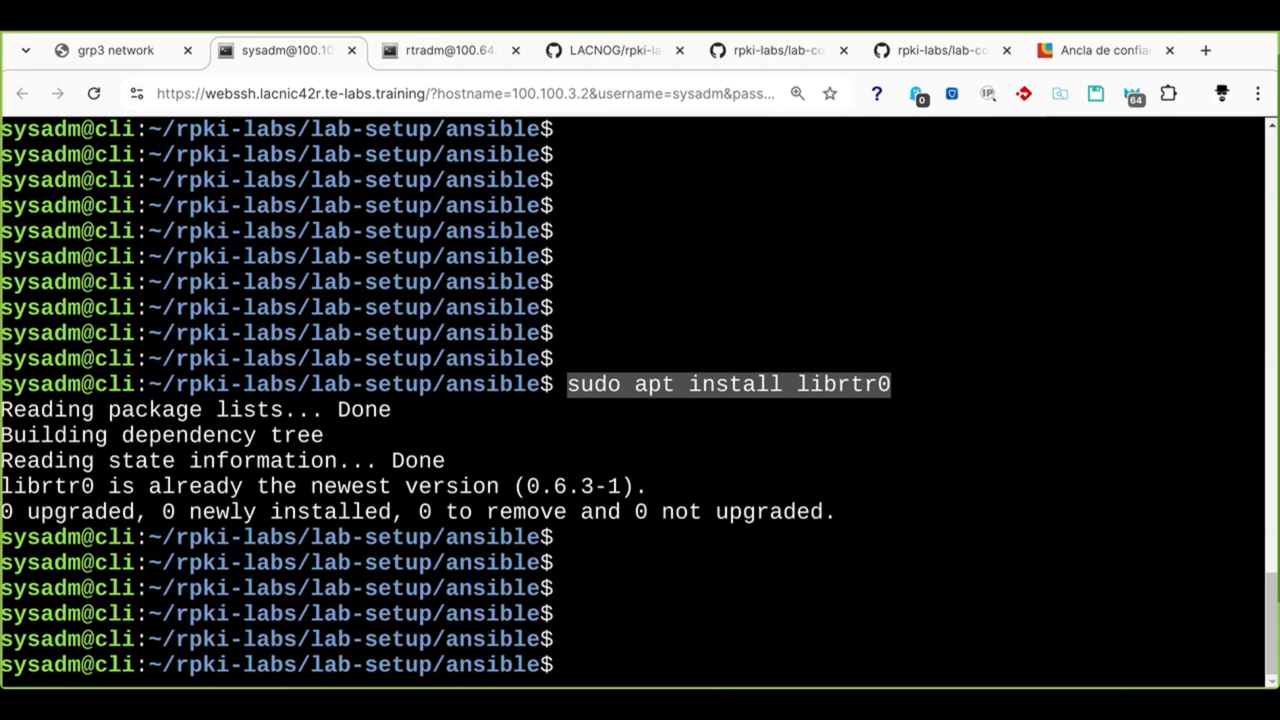 grp3 network
sysadm@100.10
rtradm@100.64
LACNOG/rpki-la
rpki-labs/lab-co
rpki-labs/lab-co
Ancla de confia
https://webssh.lacnic42r.te-labs.training/?hostname=100.100.3.2&username=sysadm&pass...
?
0
IP
64
sysadm@cli:~/rpki-labs/lab-setup/ansible$
sysadm@cli:~/rpki-labs/lab-setup/ansible$
sysadm@cli:~/rpki-labs/lab-setup/ansible$
sysadm@cli:~/rpki-labs/lab-setup/ansible$
sysadm@cli:~/rpki-labs/lab-setup/ansible$
sysadm@cli:~/rpki-labs/lab-setup/ansible$
sysadm@cli:~/rpki-labs/lab-setup/ansible$
sysadm@cli:~/rpki-labs/lab-setup/ansible$
sysadm@cli:~/rpki-labs/lab-setup/ansible$
sysadm@cli:~/rpki-labs/lab-setup/ansible$
sysadm@cli:~/rpki-labs/lab-setup/ansible$ sudo apt install librtr0
Reading package lists... Done
Building dependency tree
Reading state information... Done
librtr0 is already the newest version (0.6.3-1).
0 upgraded, 0 newly installed, 0 to remove and 0 not upgraded.
sysadm@cli:~/rpki-labs/lab-setup/ansible$
sysadm@cli:~/rpki-labs/lab-setup/ansible$
sysadm@cli:~/rpki-labs/lab-setup/ansible$
sysadm@cli:~/rpki-labs/lab-setup/ansible$
sysadm@cli:~/rpki-labs/lab-setup/ansible$
sysadm@cli:~/rpki-labs/lab-setup/ansible$